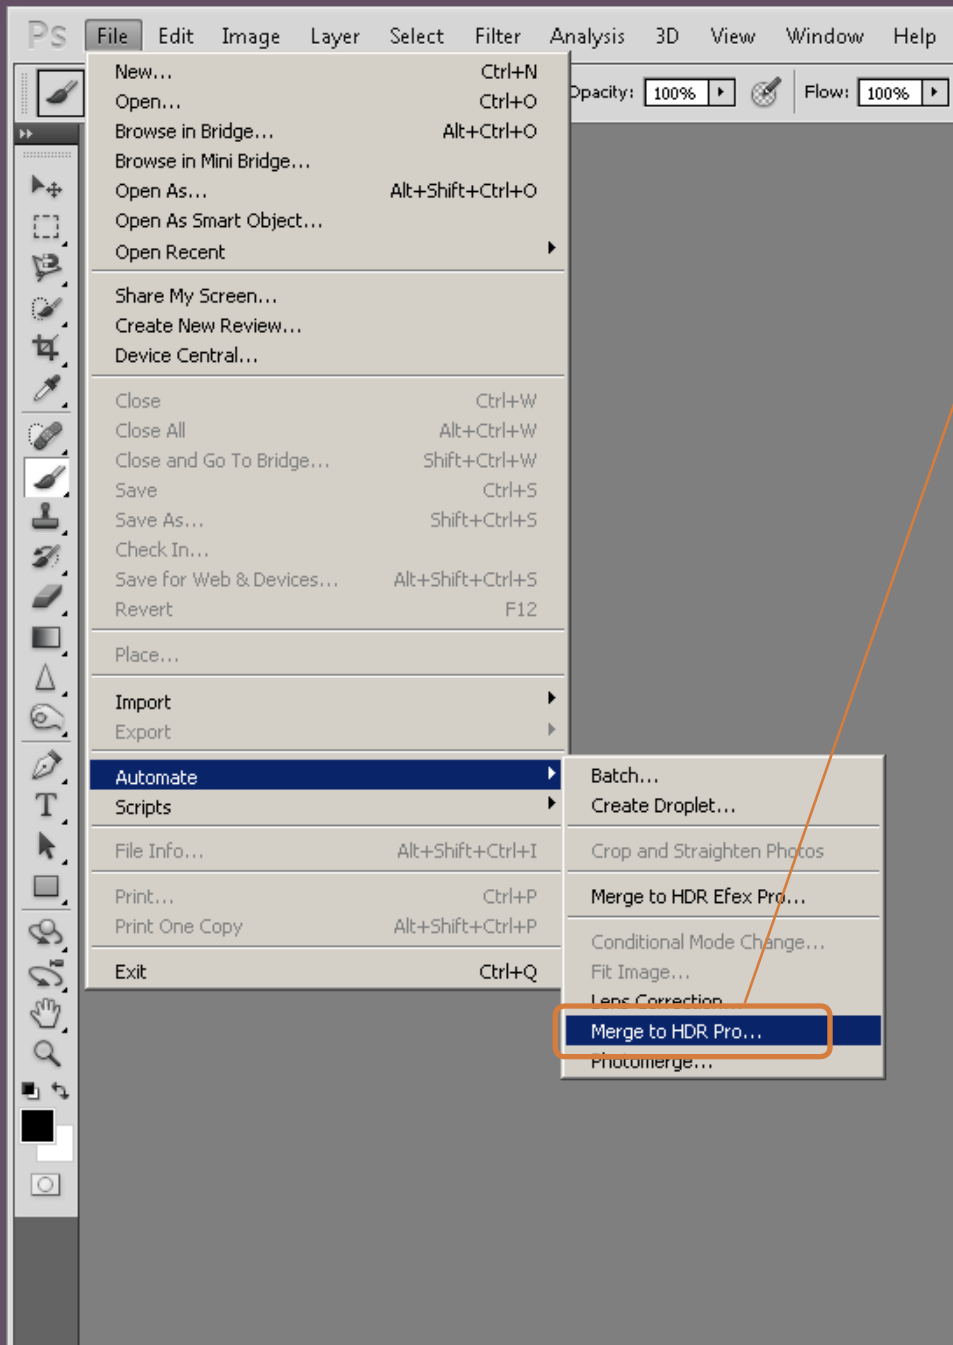 Ps File Edit Image Layer Select Filter Analysis 3D View Window Help
Opacity: 100% Flow: 100%
New... Ctrl+N
Open... Ctrl+O
Browse in Bridge... Alt+Ctrl+O
Browse in Mini Bridge...
Open As... Alt+Shift+Ctrl+O
Open As Smart Object...
Open Recent
Share My Screen...
Create New Review...
Device Central...
Close Ctrl+W
Close All Alt+Ctrl+W
Close and Go To Bridge... Shift+Ctrl+W
Save Ctrl+S
Save As... Shift+Ctrl+S
Check In...
Save for Web & Devices... Alt+Shift+Ctrl+S
Revert F12
Place...
Import
Export
Automate
Scripts
File Info... Alt+Shift+Ctrl+I
Print... Ctrl+P
Print One Copy Alt+Shift+Ctrl+P
Exit Ctrl+Q
Batch...
Create Droplet...
Crop and Straighten Photos
Merge to HDR Efex Pro...
Conditional Mode Change...
Fit Image...
Lens Correction...
Merge to HDR Pro...
Photomerge...
T